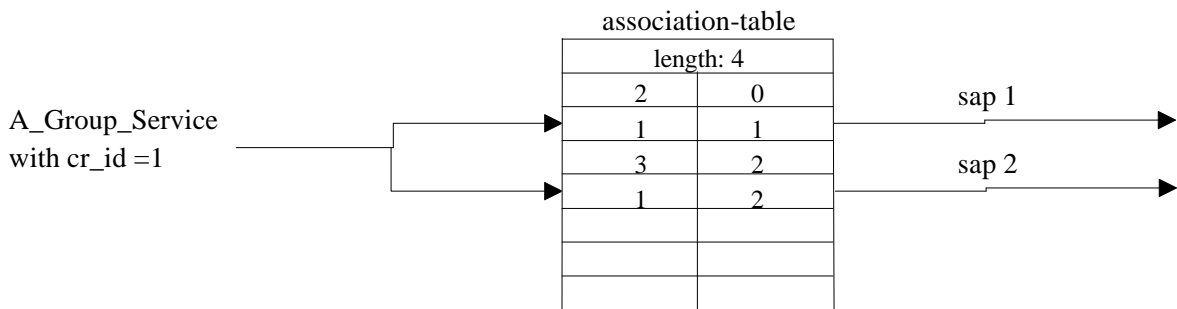 association-table
length: 4
2 0
A_Group_Service
with cr_id =1
1 1
sap 1
3 2
1 2
sap 2